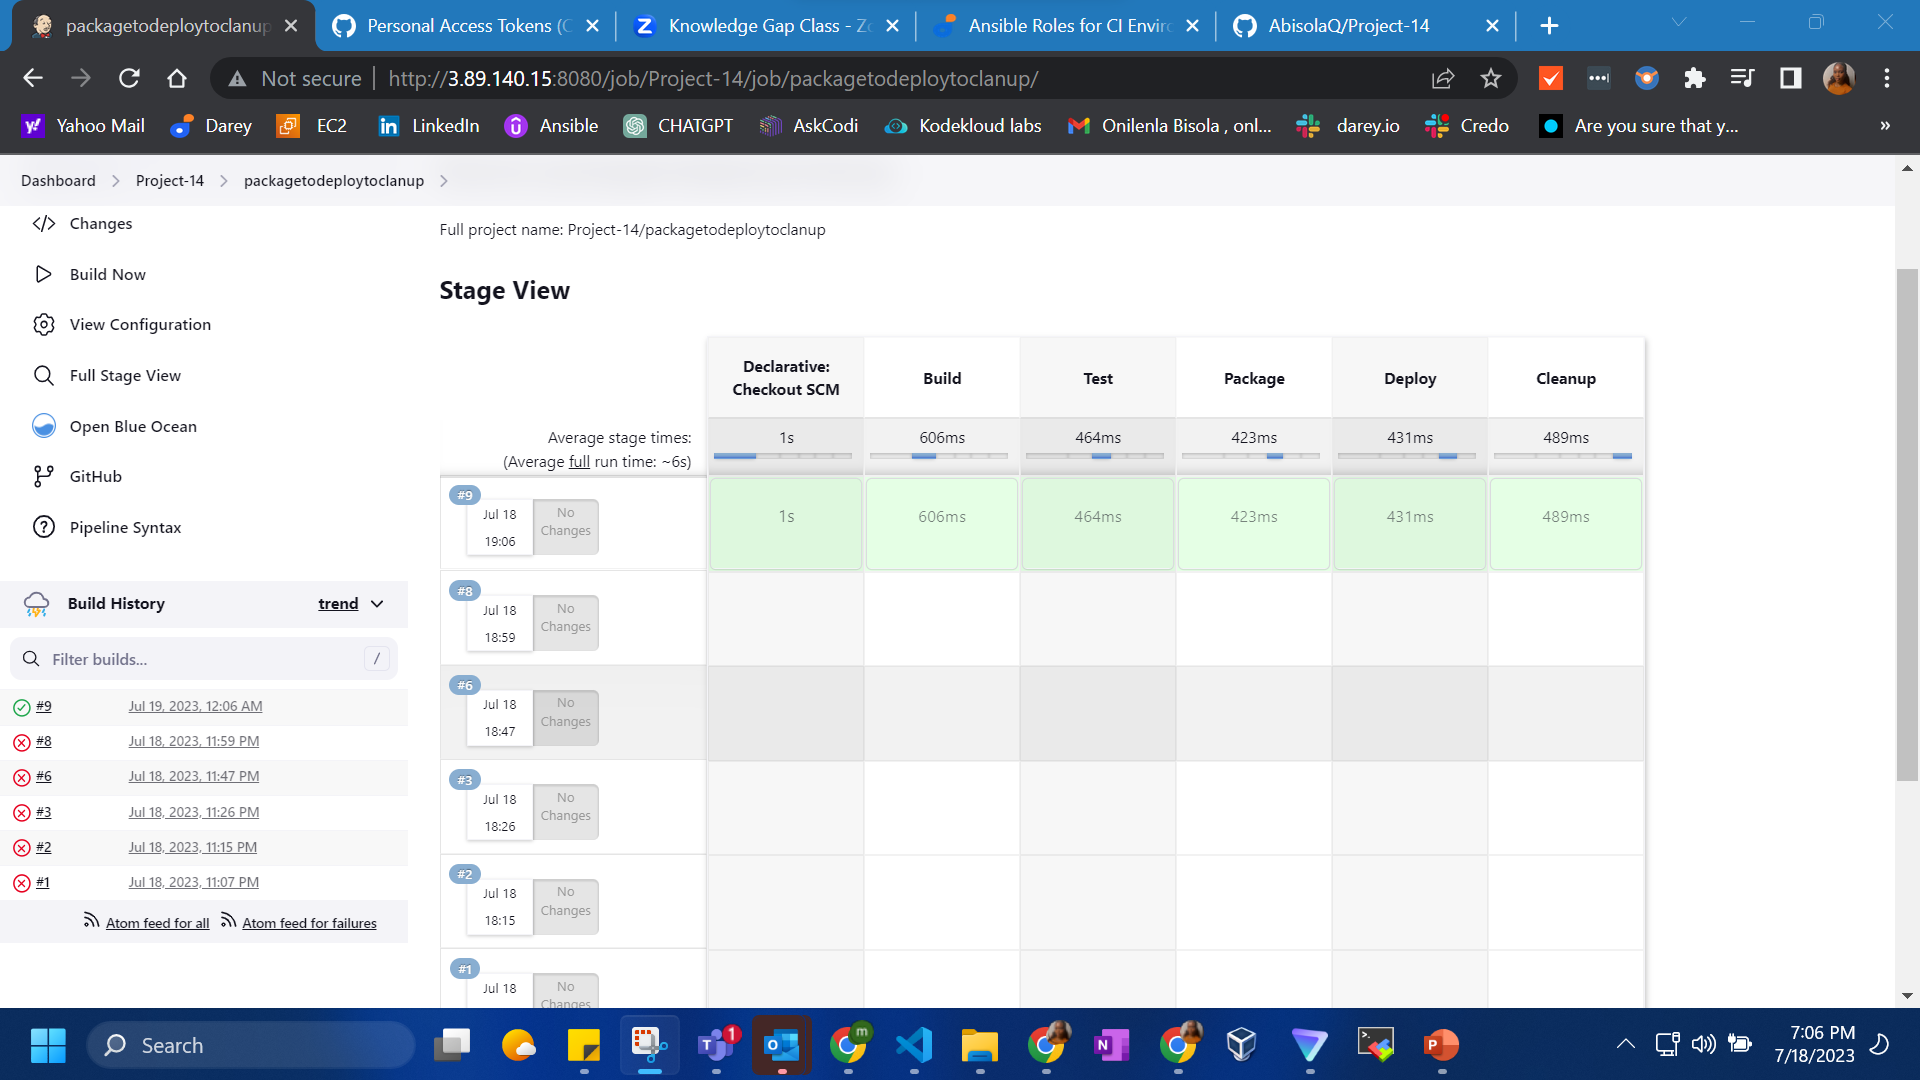 packagetodeploytoclanup
Personal Access Tokens (C
Knowledge Gap Class - Zo
Ansible Roles for CI Enviro
AbisolaQ/Project-14
Not secure
http://3.89.140.15:8080/job/Project-14/job/packagetodeploytoclanup/
Yahoo Mail
Darey
EC2
LinkedIn
Ansible
CHATGPT
AskCodi
Kodekloud labs
Onilenla Bisola , onl...
darey.io
Credo
Are you sure that y...
»
Dashboard
Project-14
packagetodeploytoclanup
Changes
Build Now
View Configuration
Full Stage View
Open Blue Ocean
GitHub
Pipeline Syntax
Build History
trend
Filter builds...
/
#9 Jul 19, 2023, 12:06 AM
#8 Jul 18, 2023, 11:59 PM
#6 Jul 18, 2023, 11:47 PM
#3 Jul 18, 2023, 11:26 PM
#2 Jul 18, 2023, 11:15 PM
#1 Jul 18, 2023, 11:07 PM
Atom feed for all
Atom feed for failures
Full project name: Project-14/packagetodeploytoclanup
Stage View
Declarative:
Checkout SCM
Build
Test
Package
Deploy
Cleanup
Average stage times:
(Average full run time: ~6s)
1s
606ms
464ms
423ms
431ms
489ms
#9
Jul 18
19:06
No
Changes
1s
606ms
464ms
423ms
431ms
489ms
#8
Jul 18
18:59
No
Changes
#6
Jul 18
18:47
No
Changes
#3
Jul 18
18:26
No
Changes
#2
Jul 18
18:15
No
Changes
#1
Jul 18
No
Changes
Search
1
m
7:06 PM
7/18/2023